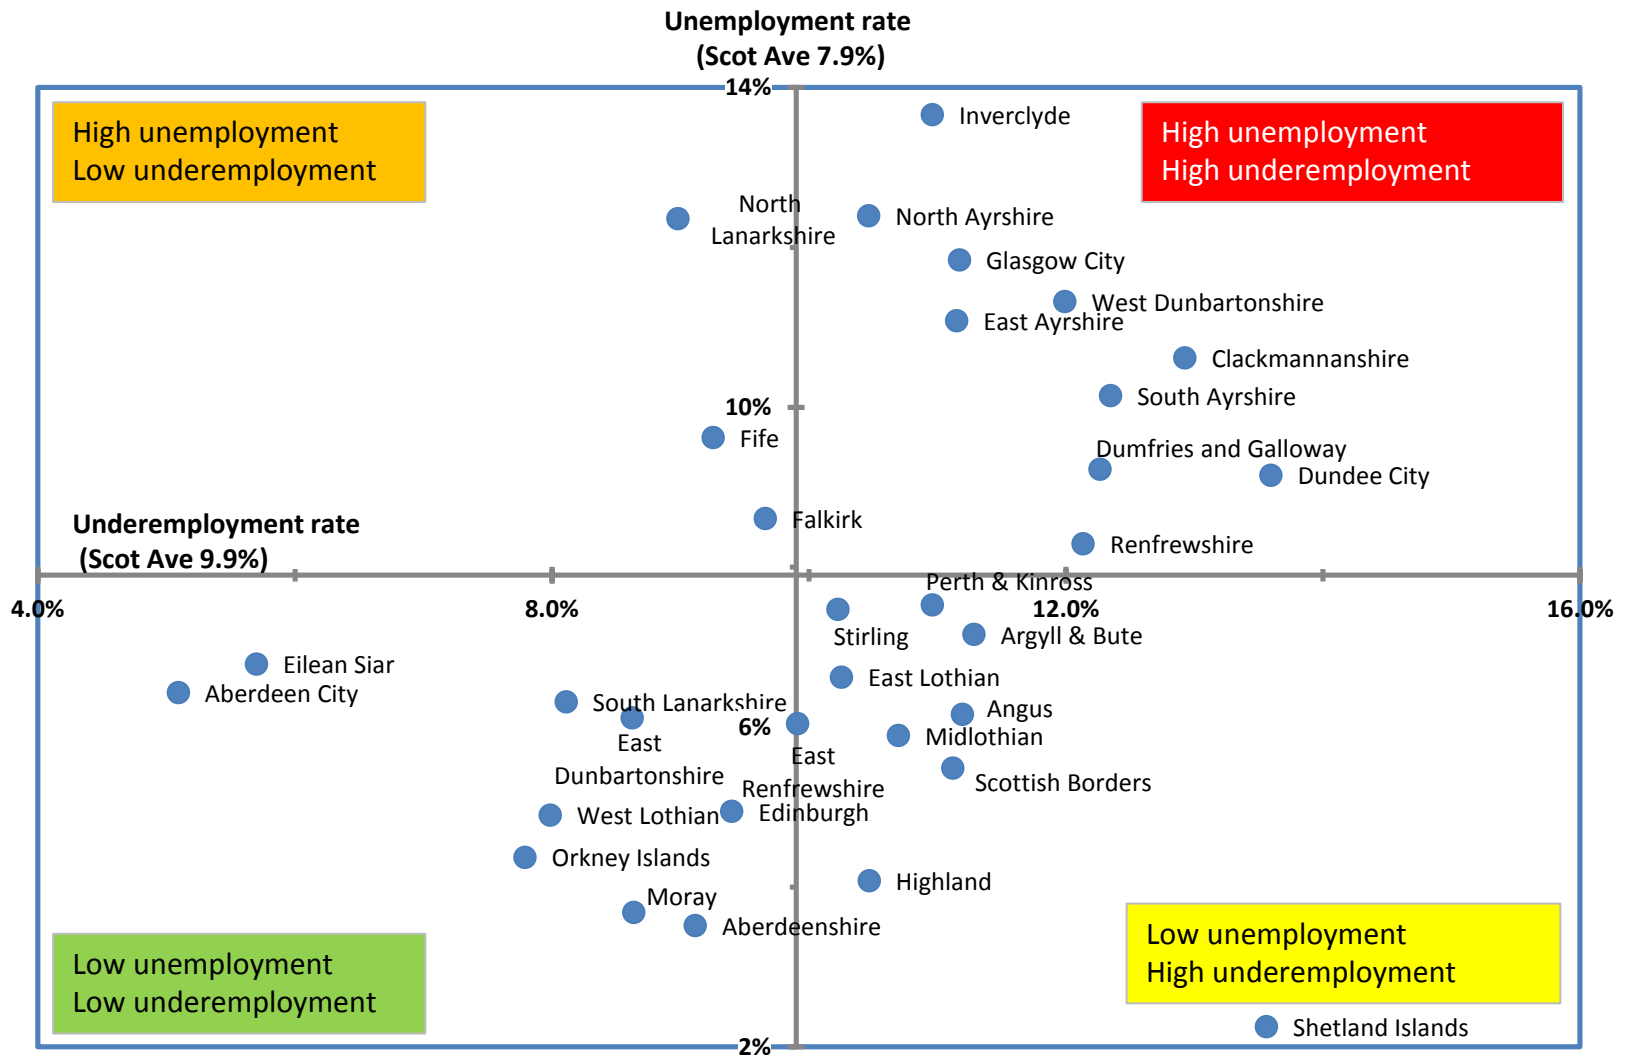 Unemployment rate
(Scot Ave 7.9%)
14%
High unemployment
Low underemployment
Inverclyde
High unemployment
High underemployment
North
Lanarkshire
North Ayrshire
Glasgow City
West Dunbartonshire
East Ayrshire
Clackmannanshire
South Ayrshire
10%
Fife
Dumfries and Galloway
Dundee City
Falkirk
Underemployment rate
(Scot Ave 9.9%)
Renfrewshire
Perth & Kinross
4.0%
8.0%
12.0%
16.0%
Stirling
Argyll & Bute
Eilean Siar
Aberdeen City
East Lothian
South Lanarkshire
Angus
6%
Midlothian
East
Dunbartonshire
East
Renfrewshire
Scottish Borders
West Lothian
Edinburgh
Orkney Islands
Highland
Moray
Aberdeenshire
Low unemployment
High underemployment
Low unemployment
Low underemployment
Shetland Islands
2%